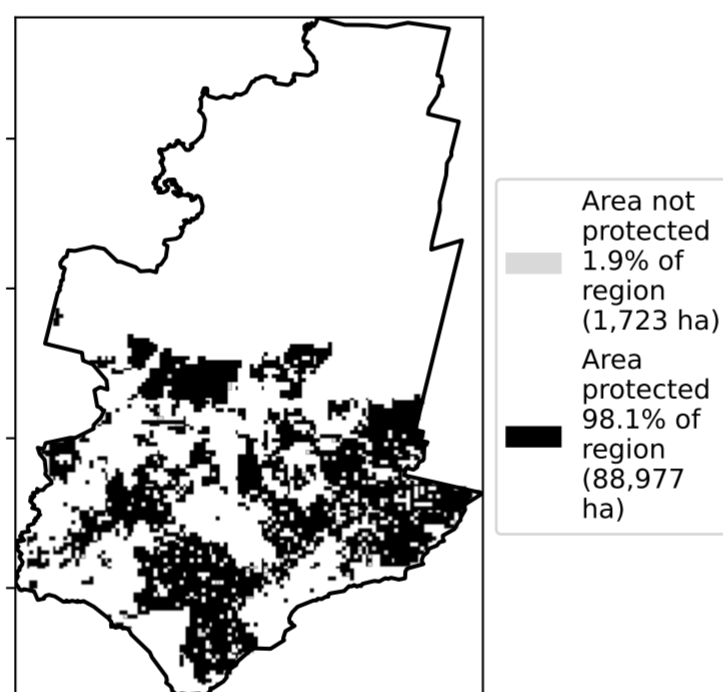 Area not
protected
1.9% of
region
(1,723 ha)
Area
protected
98.1% of
region
(88,977
ha)